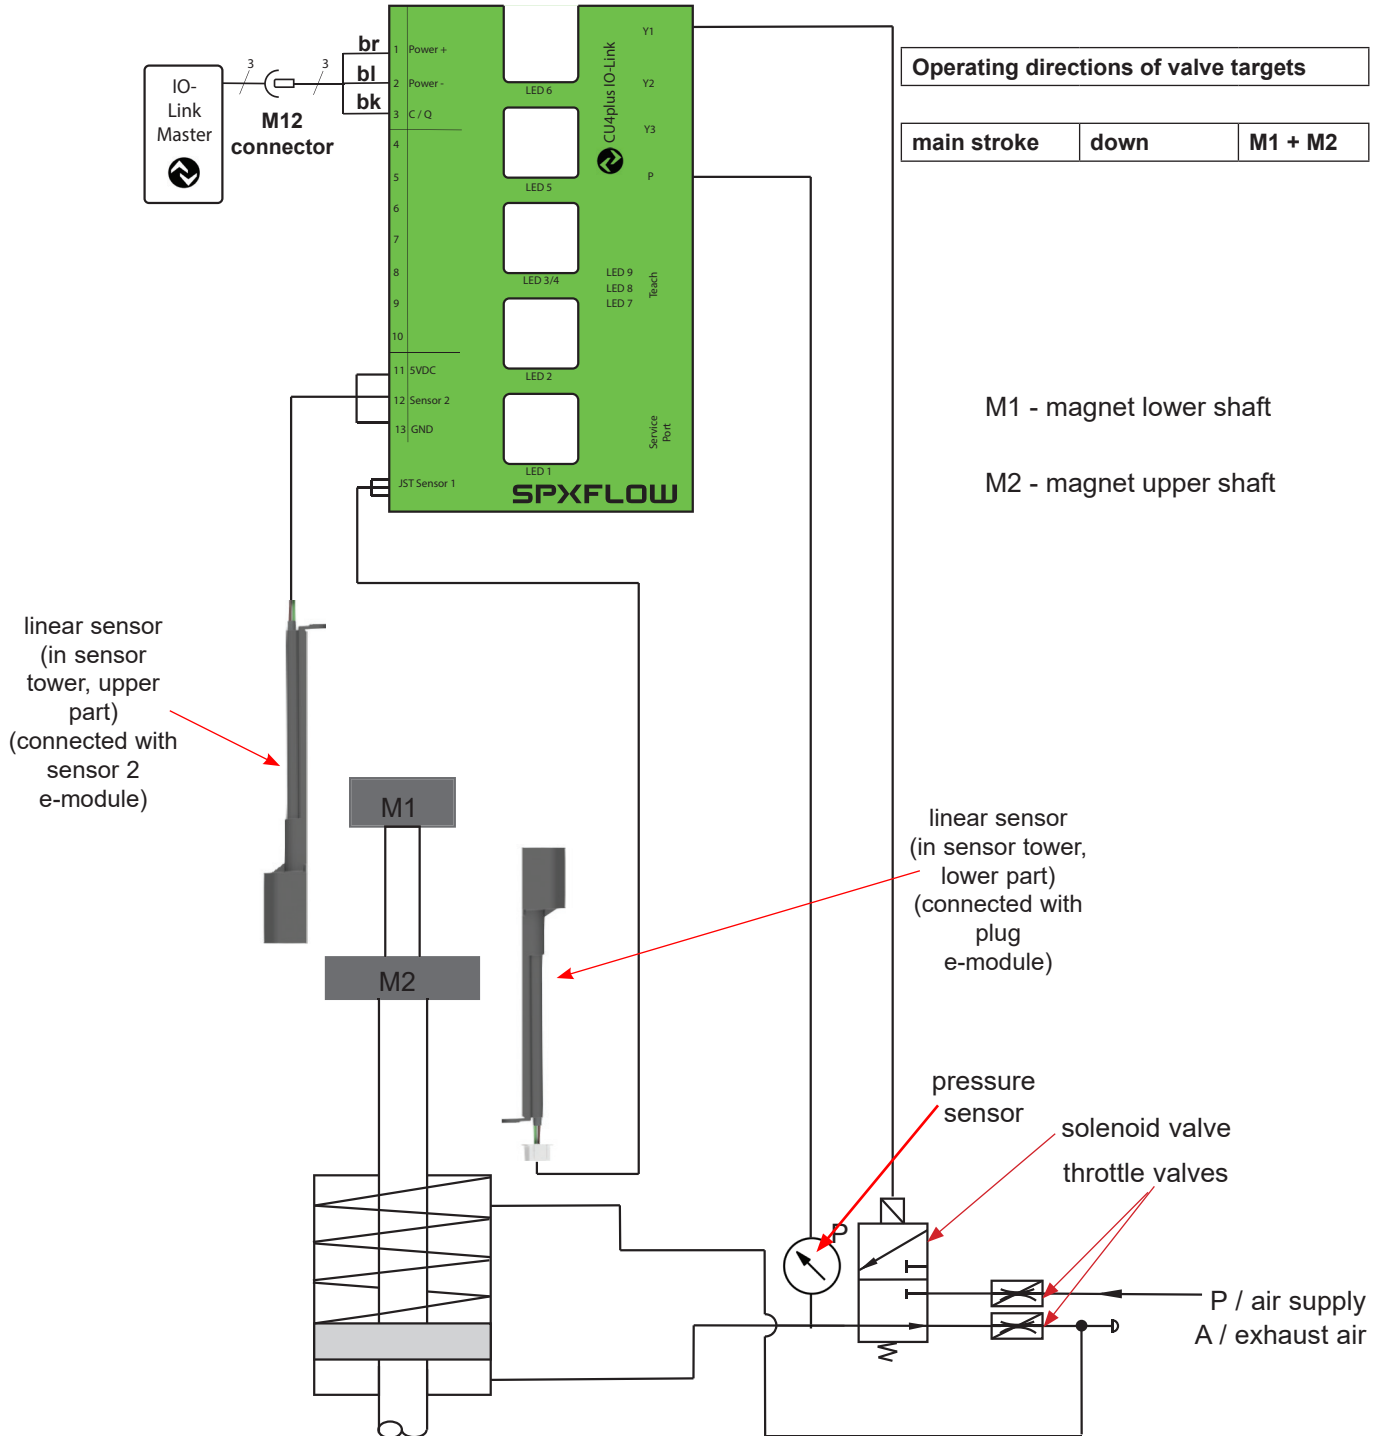 br
bl
bk
3
3
IO-
Link
Master
M12
connector
1 Power +
2 Power -
3 C / Q
4
5
6
7
8
9
10
11 5VDC
12 Sensor 2
13 GND
JST Sensor 1
LED 6
LED 5
LED 3/4
LED 2
LED 1
CU4plus IO-Link
Y1
Y2
Y3
P
LED 9
LED 8
LED 7
Teach
Service
Port
SPXFLOW
Operating directions of valve targets
main stroke down M1 + M2
M1 - magnet lower shaft
M2 - magnet upper shaft
linear sensor
(in sensor
tower, upper
part)
(connected with
sensor 2
e-module)
M1
M2
linear sensor
(in sensor tower,
lower part)
(connected with
plug
e-module)
pressure
sensor
solenoid valve
throttle valves
P
P / air supply
A / exhaust air